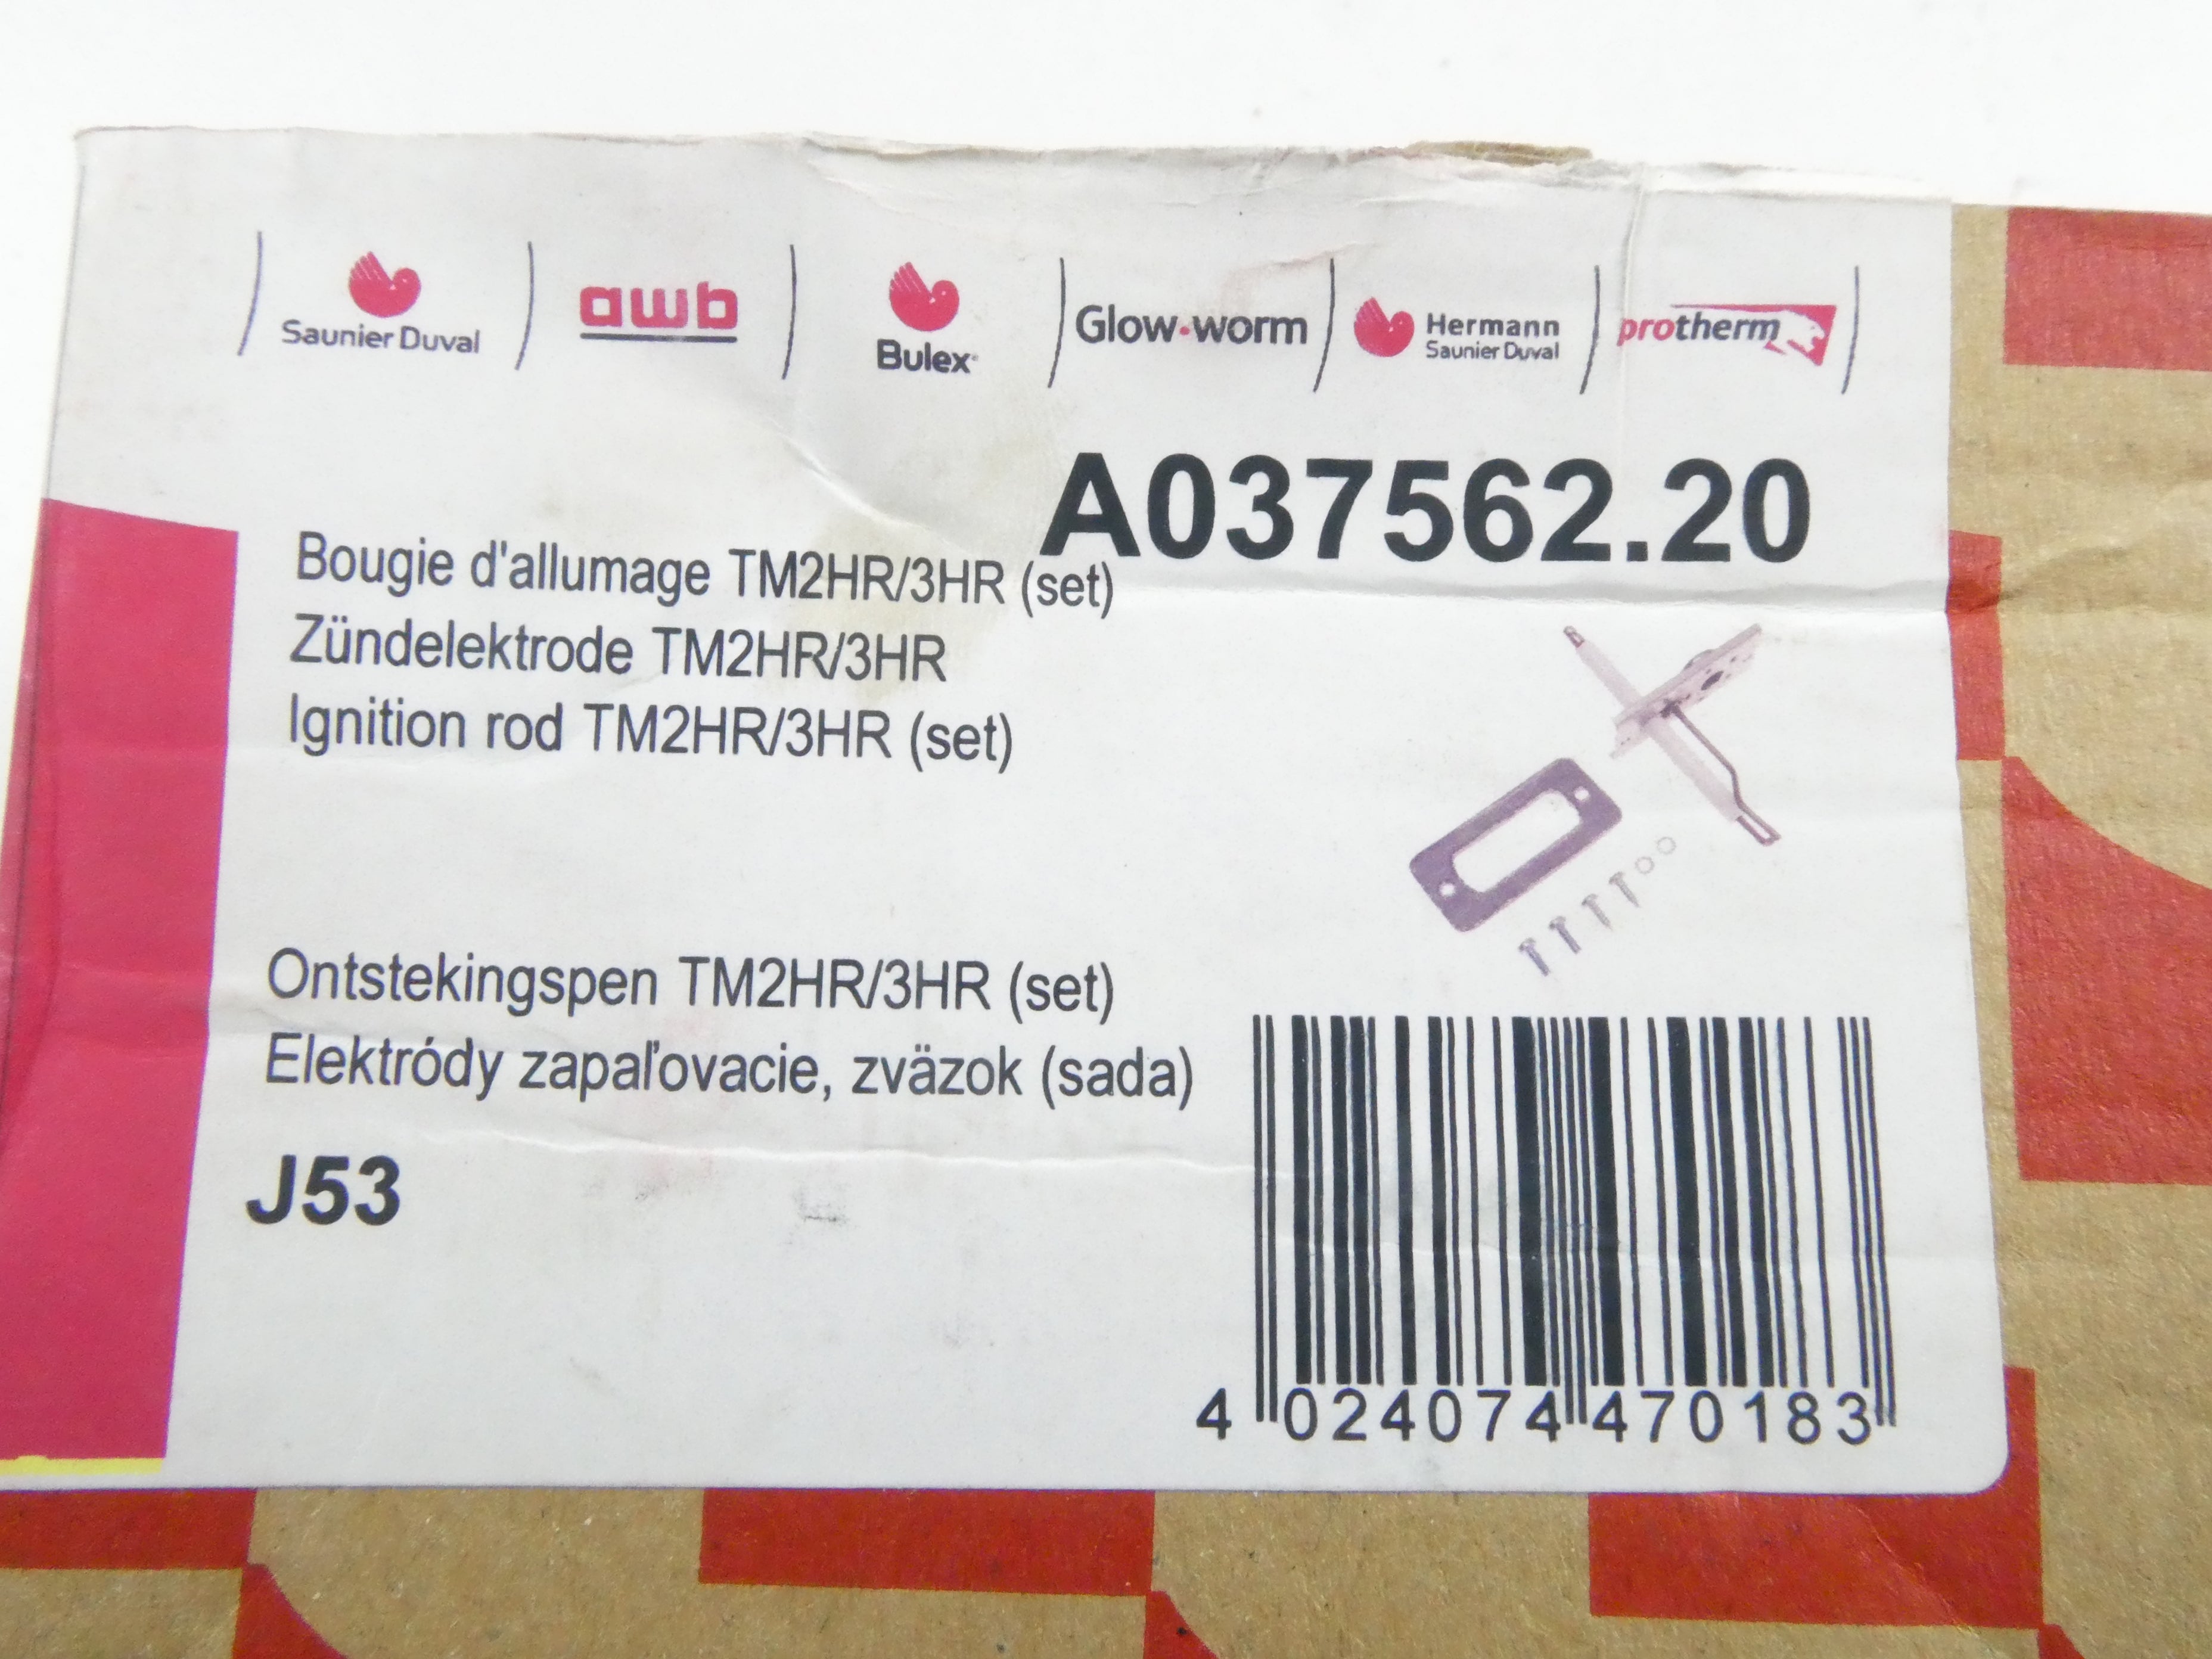 Saunier Duval awb Bulex Glow-worm Hermann Saunier Duval protherm
A037562.20
Bougie d'allumage TM2HR/3HR (set)
Zündelektrode TM2HR/3HR
Ignition rod TM2HR/3HR (set)
Ontstekingspen TM2HR/3HR (set)
Elektródy zapaľovacie, zväzok (sada)
J53
4 024074 470183